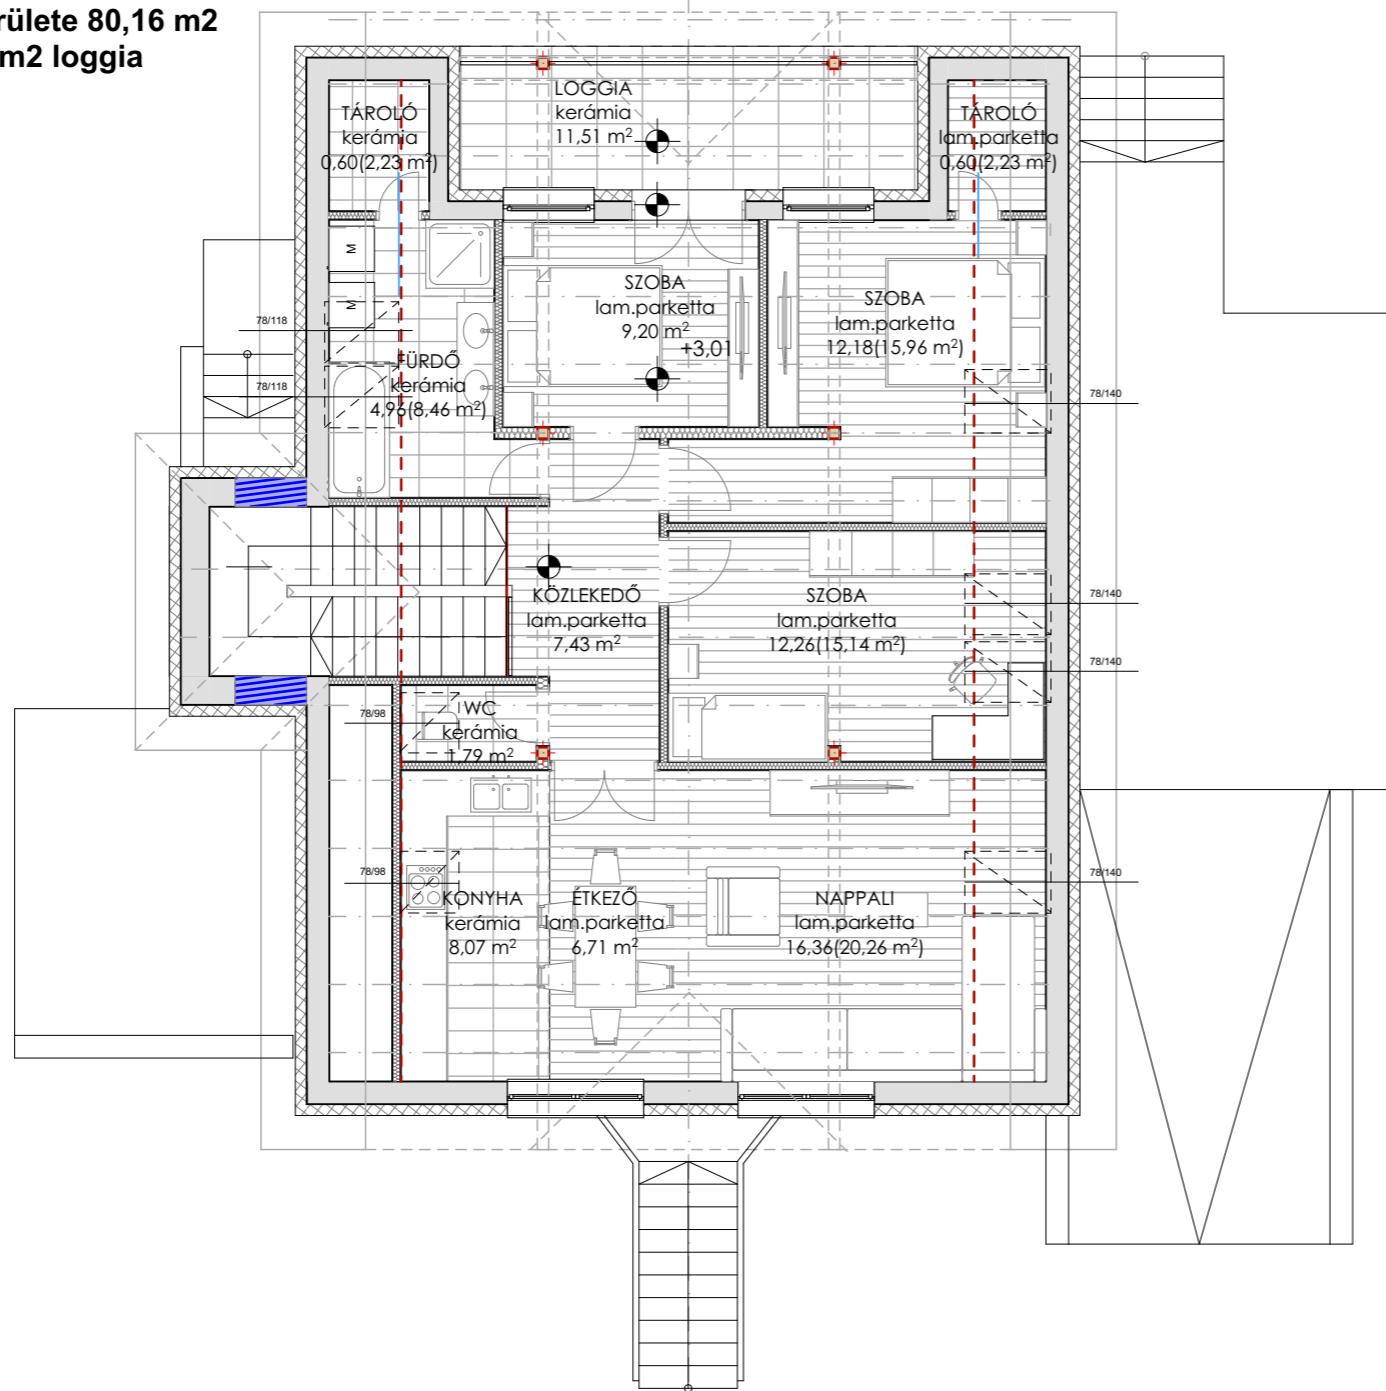 rülete 80,16 m2
m2 loggia
LOGGIA
kerámia
11,51 m²
TÁROLÓ
kerámia
0,60(2,23 m²)
TÁROLÓ
lam.parketta
0,60(2,23 m²)
M
M
SZOBA
lam.parketta
9,20 m²
+3,01
SZOBA
lam.parketta
12,18(15,96 m²)
78/118
78/118
FÜRDŐ
kerámia
4,96(8,46 m²)
78/140
KÖZLEKEDŐ
lam.parketta
7,43 m²
SZOBA
lam.parketta
12,26(15,14 m²)
78/140
78/140
78/98
WC
kerámia
1,79 m²
78/98
78/140
KONYHA
kerámia
8,07 m²
ÉTKEZŐ
lam.parketta
6,71 m²
NAPPALI
lam.parketta
16,36(20,26 m²)